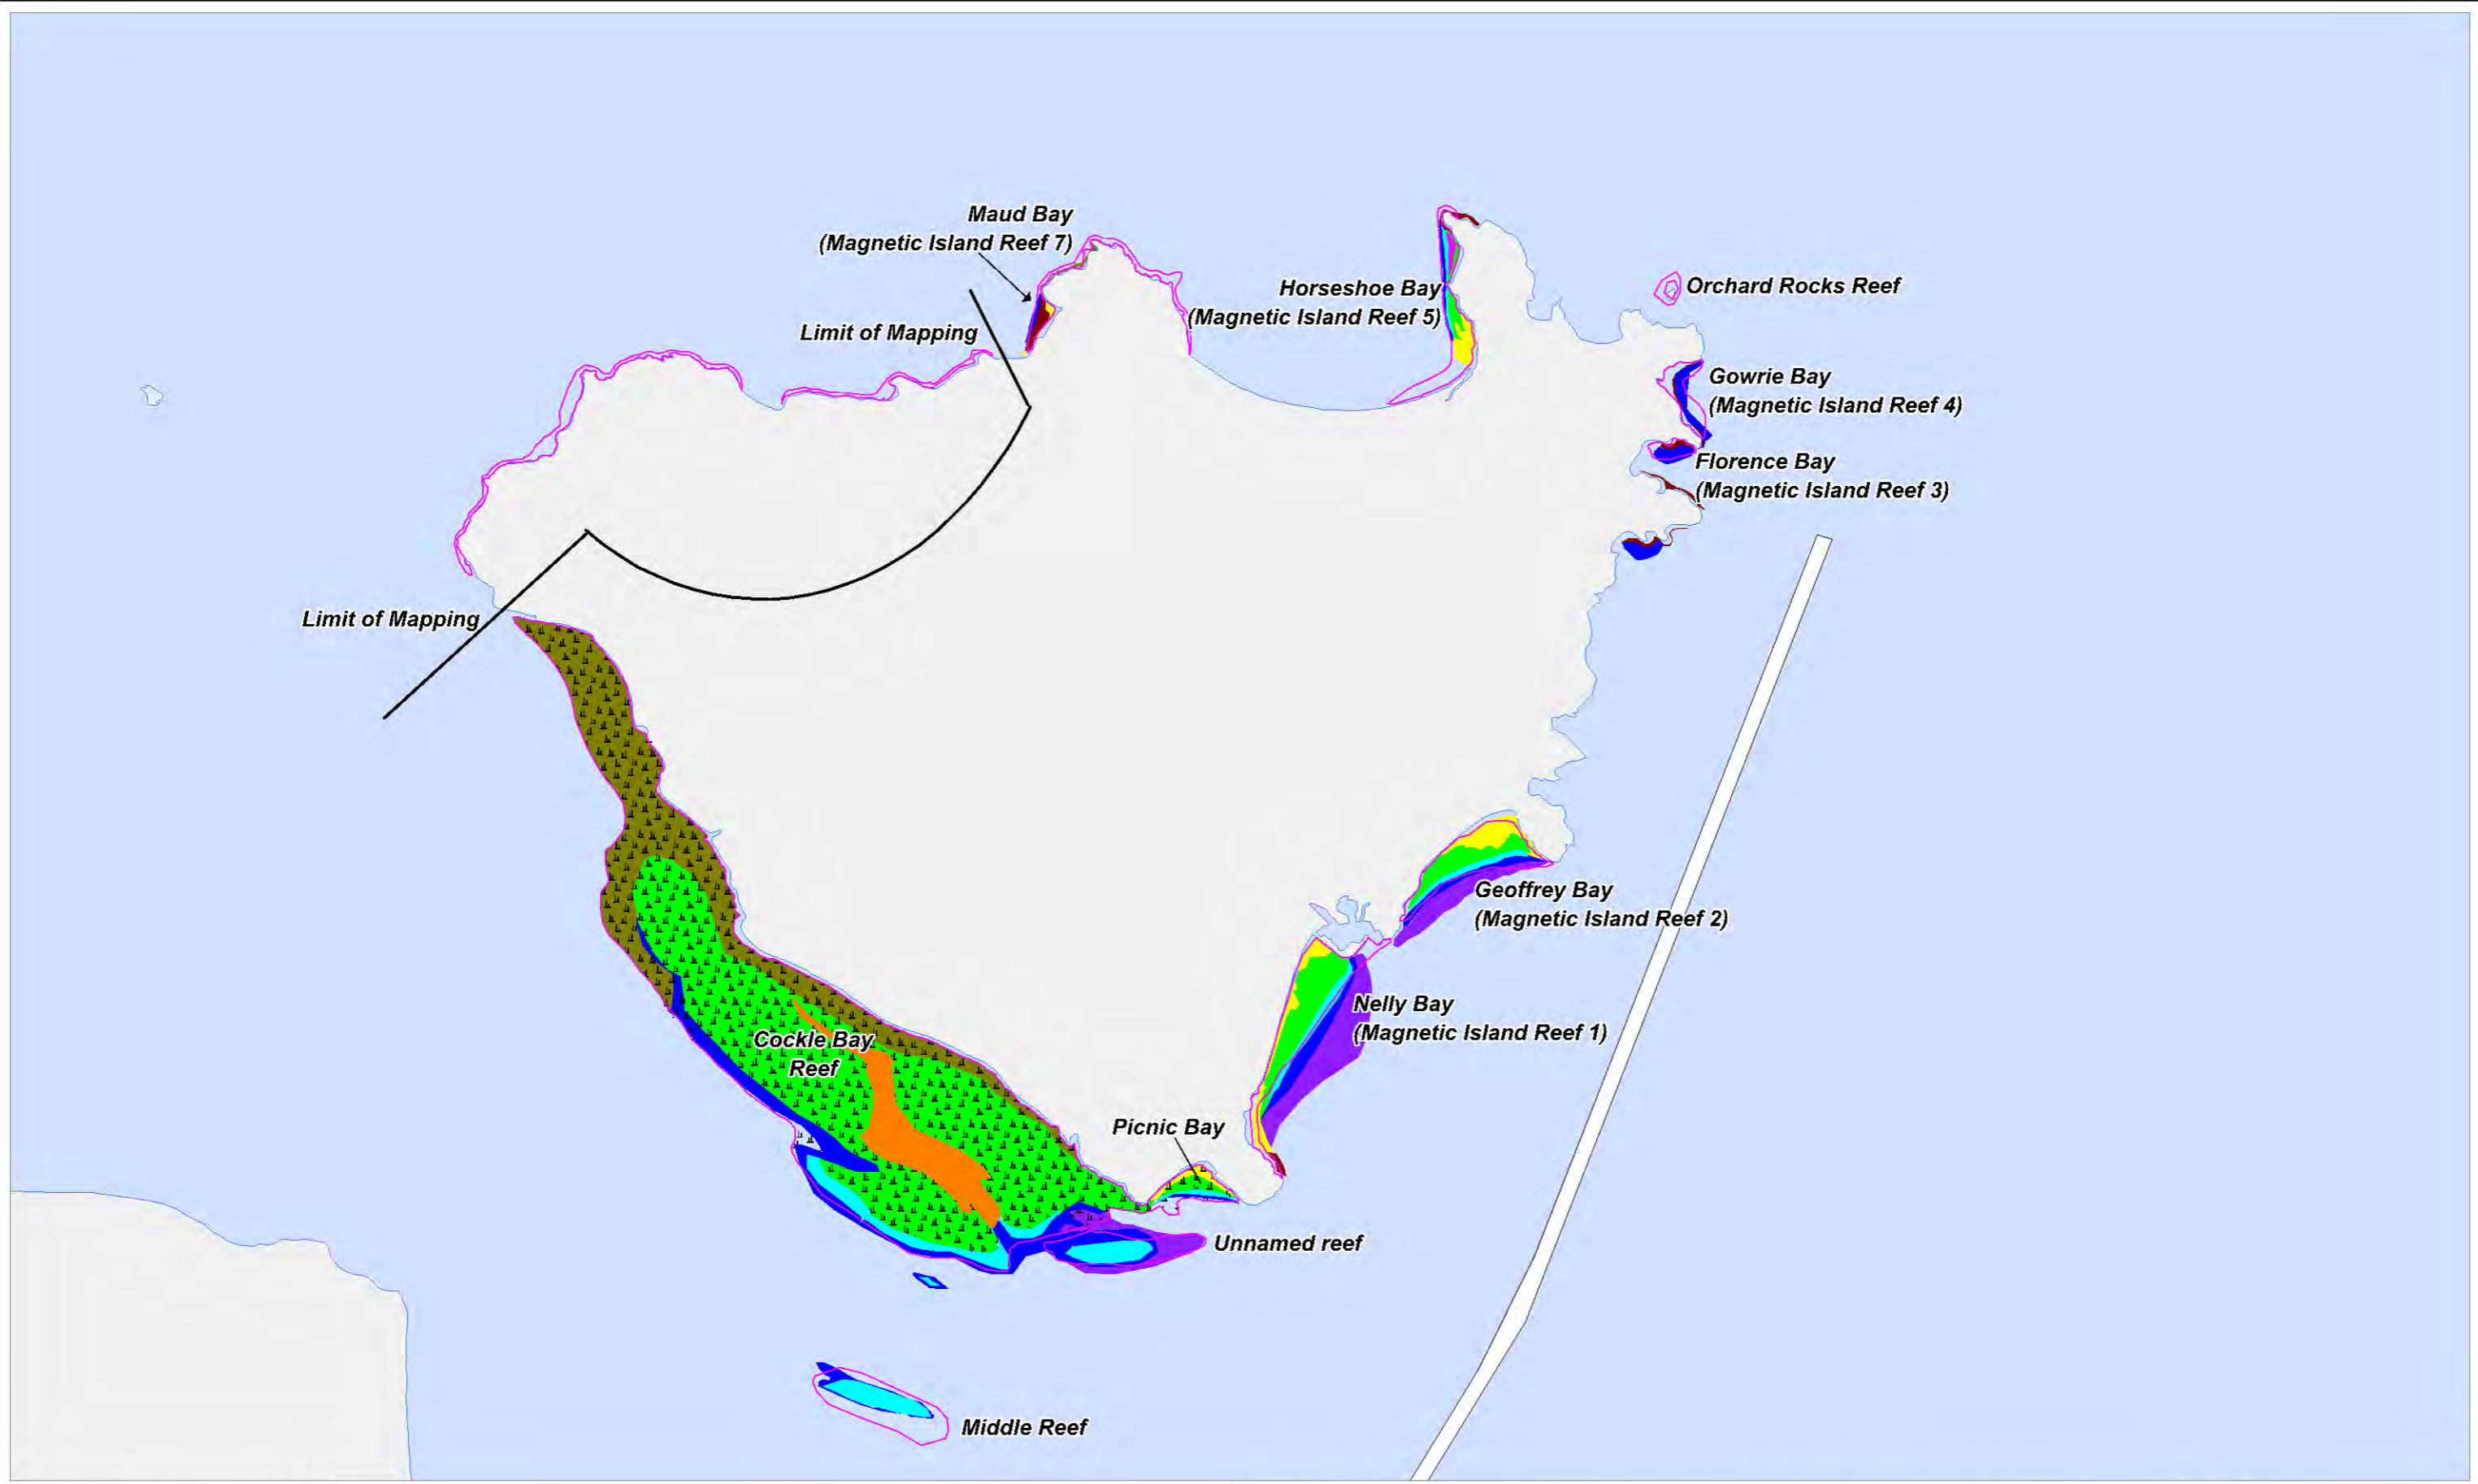 Maud Bay
(Magnetic Island Reef 7)
Horseshoe Bay
(Magnetic Island Reef 5)
Orchard Rocks Reef
Limit of Mapping
Gowrie Bay
(Magnetic Island Reef 4)
Florence Bay
(Magnetic Island Reef 3)
Limit of Mapping
Geoffrey Bay
(Magnetic Island Reef 2)
Nelly Bay
(Magnetic Island Reef 1)
Cockle Bay
Reef
Picnic Bay
Unnamed reef
Middle Reef